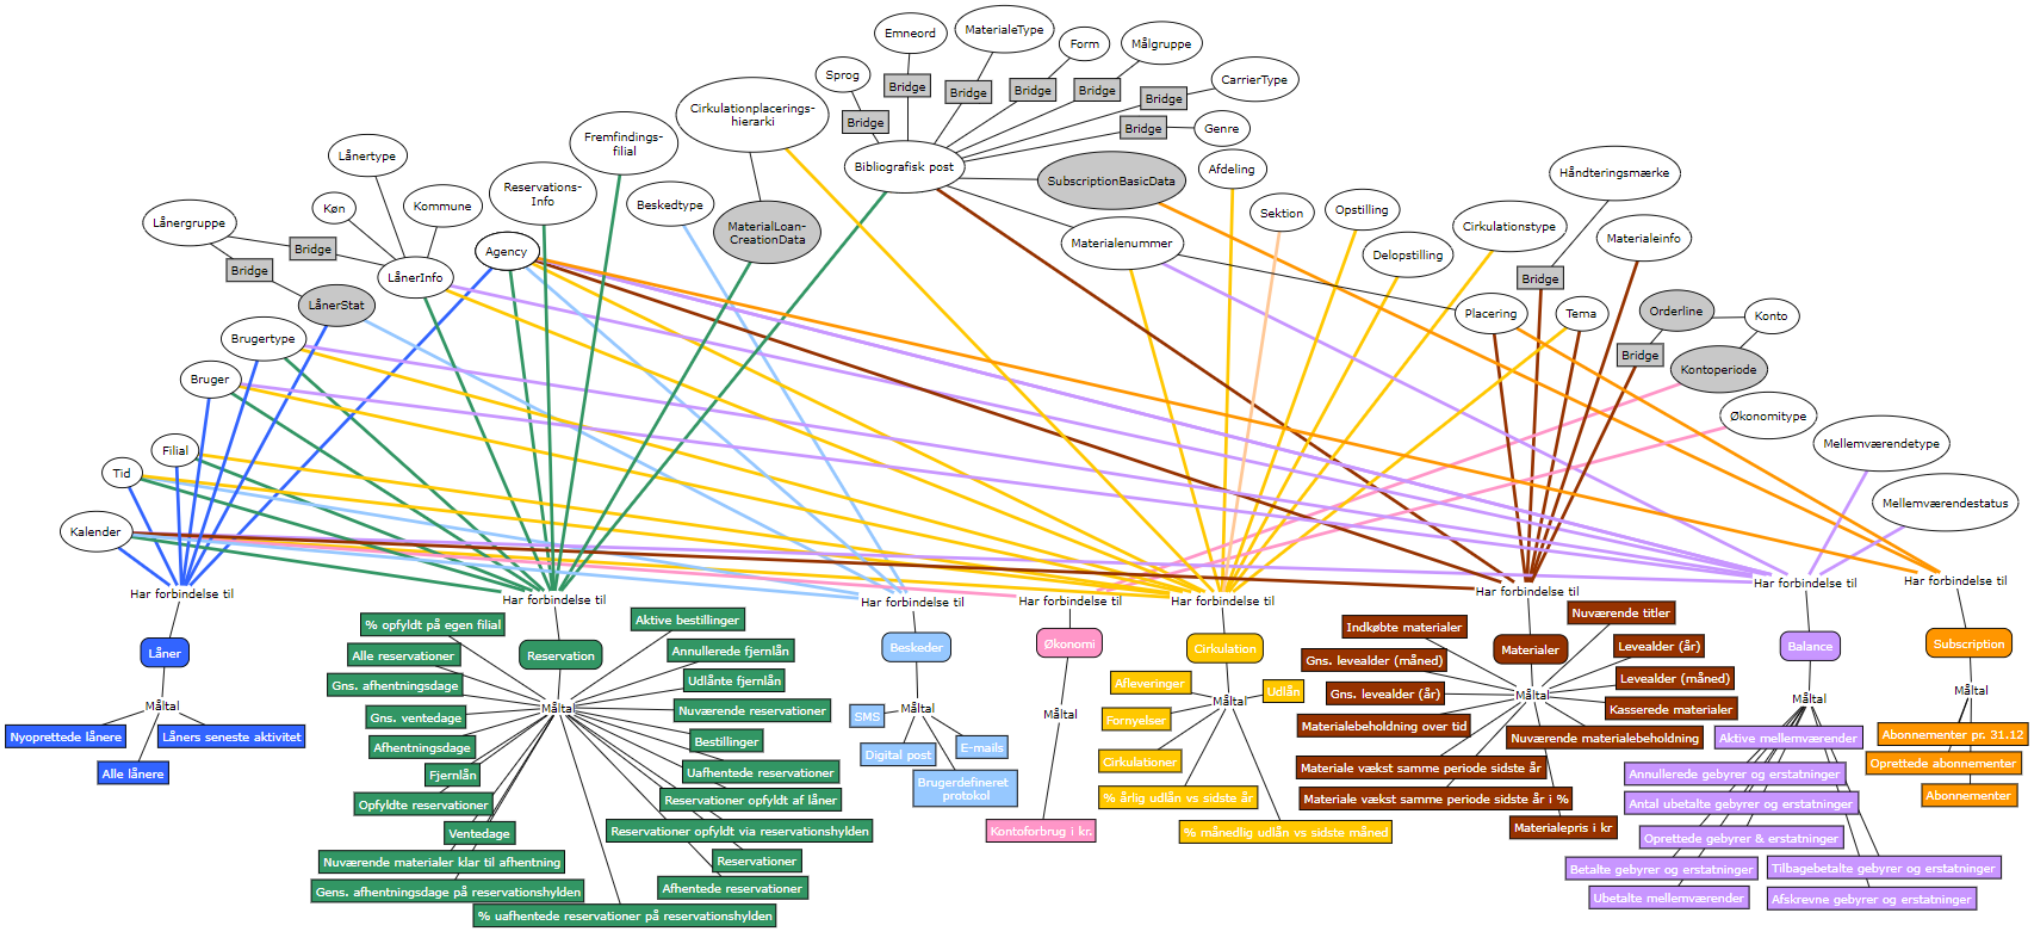 Emneord
MaterialeType
Form
Målgruppe
Sprog
CarrierType
Bridge
Bridge
Bridge
Bridge
Bridge
Bridge
Bridge
Genre
Cirkulationplacerings-
hierarki
Fremfindings-
filial
Lånertype
Bibliografisk post
SubscriptionBasicData
Afdeling
Håndteringsmærke
Reservations-
Info
Beskedtype
Køn
Kommune
Lånergruppe
Sektion
Opstilling
Cirkulationstype
MaterialLoan-
CreationData
Materialenummer
Materialeinfo
Bridge
Bridge
Agency
LånerInfo
Delopstilling
Bridge
LånerStat
Placering
Tema
Orderline
Konto
Brugertype
Bridge
Kontoperiode
Bruger
Økonomitype
Filial
Mellemværendetype
Tid
Mellemværendestatus
Kalender
Har forbindelse til
Har forbindelse til
Har forbindelse til
Har forbindelse til
Har forbindelse til
Har forbindelse til
Har forbindelse til
Har forbindelse til
Låner
Måltal
Nyoprettede lånere
Låners seneste aktivitet
Alle lånere
Reservation
Måltal
% opfyldt på egen filial
Aktive bestillinger
Alle reservationer
Annullerede fjernlån
Gns. afhentningsdage
Udlånte fjernlån
Gns. ventedage
Nuværende reservationer
Afhentningsdage
Bestillinger
Fjernlån
Uafhentede reservationer
Opfyldte reservationer
Reservationer opfyldt af låner
Ventedage
Reservationer opfyldt via reservationshylden
Nuværende materialer klar til afhentning
Reservationer
Gens. afhentningsdage på reservationshylden
Afhentede reservationer
% uafhentede reservationer på reservationshylden
Beskeder
Måltal
SMS
E-mails
Digital post
Brugerdefineret
protokol
Økonomi
Måltal
Kontoforbrug i kr.
Cirkulation
Måltal
Afleveringer
Udlån
Fornyelser
Cirkulationer
% årlig udlån vs sidste år
% månedlig udlån vs sidste måned
Materialer
Måltal
Nuværende titler
Indkøbte materialer
Levealder (år)
Gns. levealder (måned)
Levealder (måned)
Gns. levealder (år)
Kasserede materialer
Materialebeholdning over tid
Nuværende materialebeholdning
Materiale vækst samme periode sidste år
Materiale vækst samme periode sidste år i %
Materialepris i kr
Balance
Måltal
Aktive mellemværender
Annullerede gebyrer og erstatninger
Antal ubetalte gebyrer og erstatninger
Oprettede gebyrer & erstatninger
Betalte gebyrer og erstatninger
Tilbagebetalte gebyrer og erstatninger
Ubetalte mellemværender
Afskrevne gebyrer og erstatninger
Subscription
Måltal
Abonnementer pr. 31.12
Oprettede abonnementer
Abonnementer